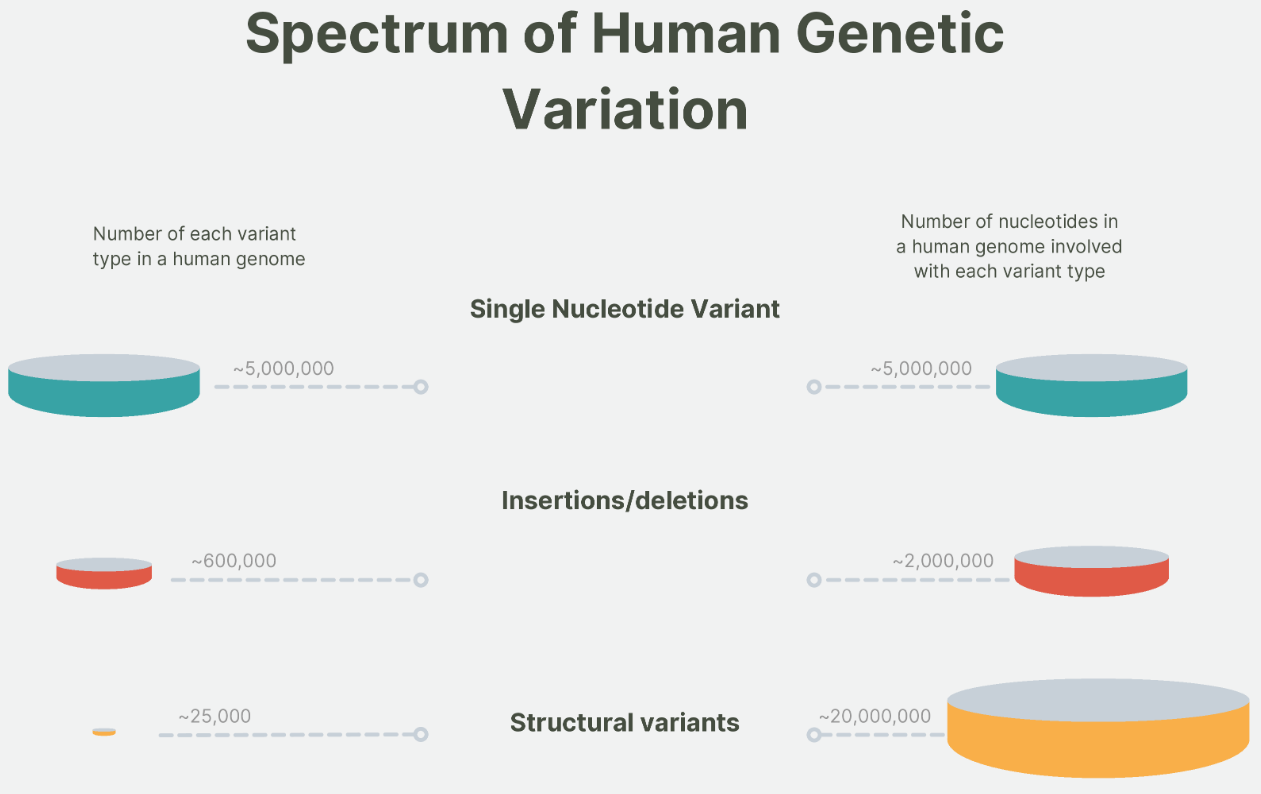 Spectrum of Human Genetic
Variation
Number of each variant
type in a human genome
Number of nucleotides in
a human genome involved
with each variant type
Single Nucleotide Variant
~5,000,000
~5,000,000
Insertions/deletions
~600,000
~2,000,000
~25,000
Structural variants
~20,000,000